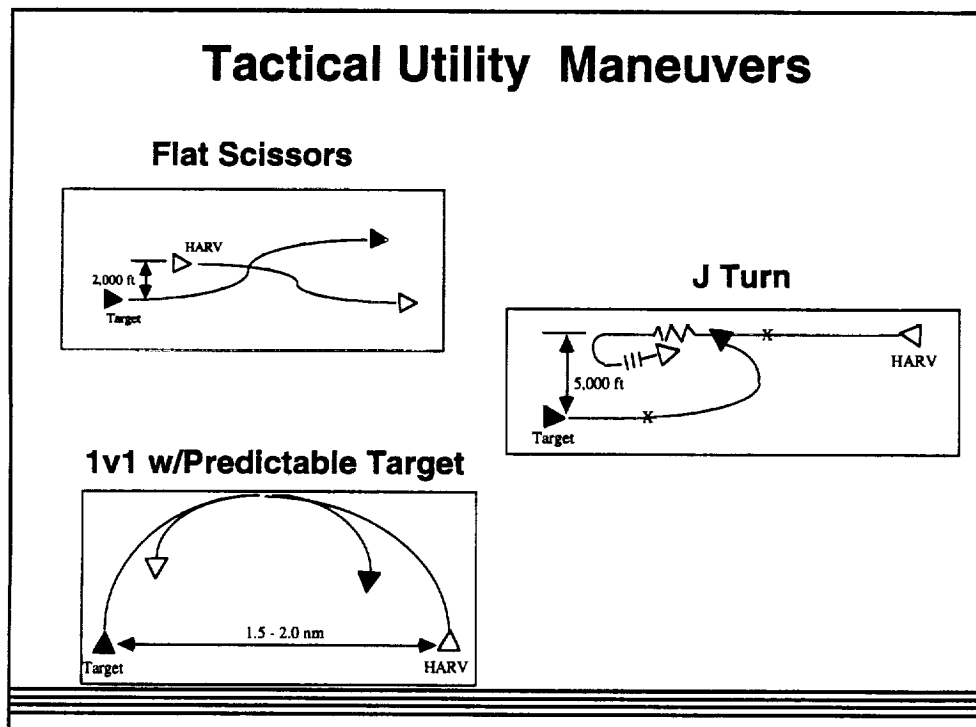 Tactical Utility Maneuvers
Flat Scissors
HARV
2,000 ft
Target
J Turn
X
HARV
5,000 ft
X
Target
1v1 w/Predictable Target
1.5 - 2.0 nm
Target
HARV